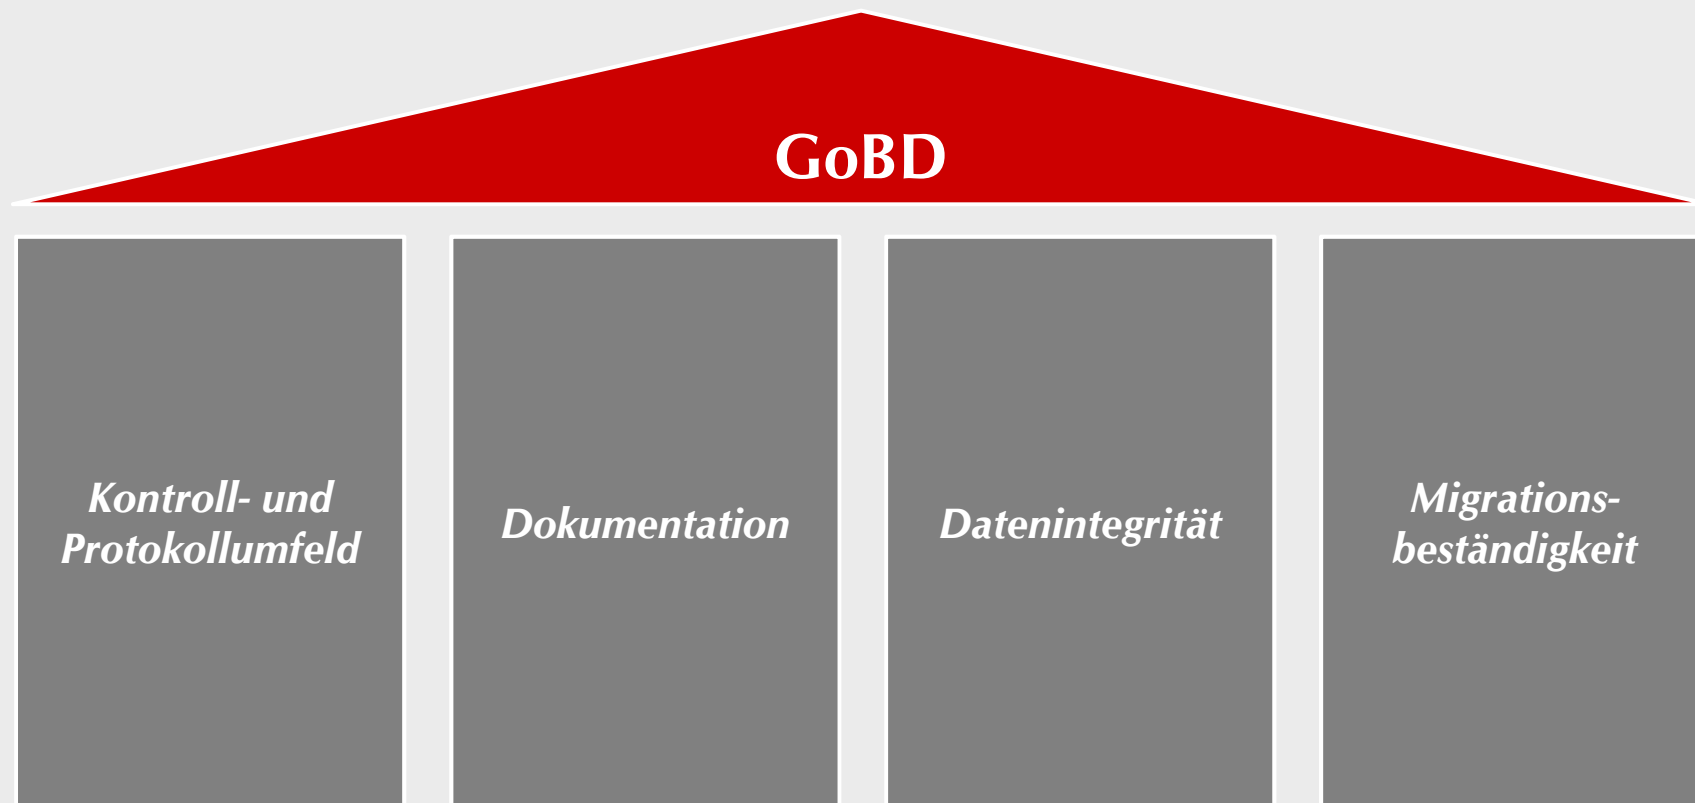 GoBD
Kontroll- und
Protokollumfeld
Dokumentation
Datenintegrität
Migrations-
beständigkeit